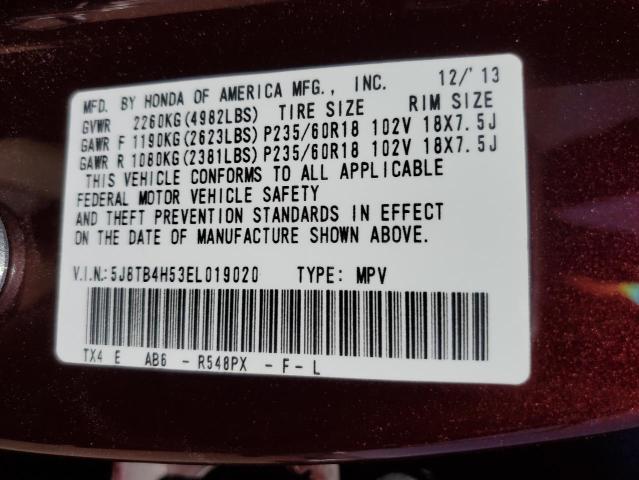 MFD. BY HONDA OF AMERICA MFG., INC. 12/'13
GVWR 2260KG(4982LBS) TIRE SIZE RIM SIZE
GAWR F 1190KG(2623LBS) P235/60R18 102V 18X7.5J
GAWR R 1080KG(2381LBS) P235/60R18 102V 18X7.5J
THIS VEHICLE CONFORMS TO ALL APPLICABLE
FEDERAL MOTOR VEHICLE SAFETY
AND THEFT PREVENTION STANDARDS IN EFFECT
ON THE DATE OF MANUFACTURE SHOWN ABOVE.
V.I.N.:5J8TB4H53EL019020 TYPE: MPV
TX4 E AB6 - R548PX - F - L